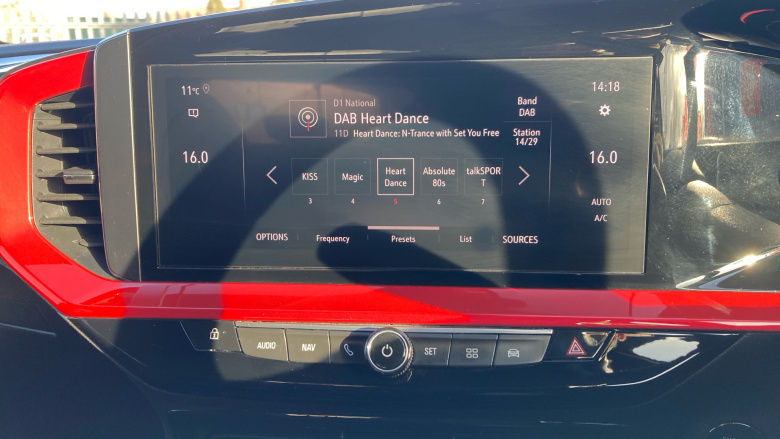 11°C
14:18
D1 National
DAB Heart Dance
11D Heart Dance: N-Trance with Set You Free
Band
DAB
Station
14/29
16.0
16.0
KISS
Magic
Heart
Dance
Absolute
80s
talkSPOR
T
3
4
5
6
7
AUTO
A/C
OPTIONS
Frequency
Presets
List
SOURCES
AUDIO
NAV
SET